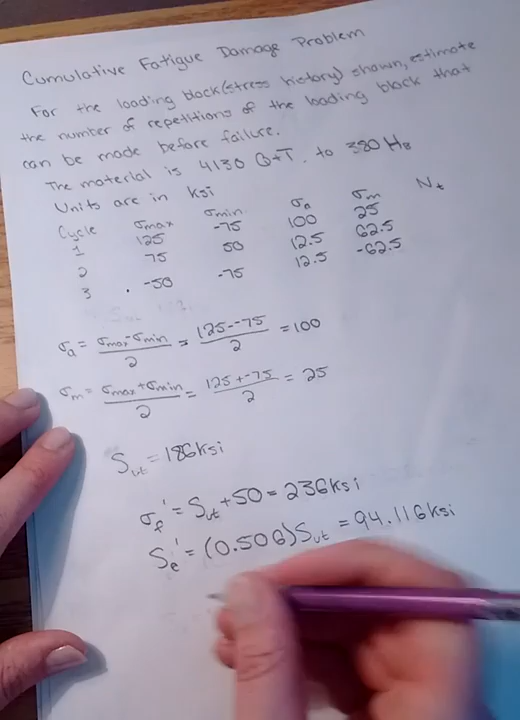 Cumulative Fatigue Damage Problem
For the loading block (stress history) shown, estimate
the number of repetitions of the loading block that
can be made before failure.
The material is 4130 Q+T. to 380 HB
Units are in ksi
Cycle σmax σmin σa σm Nf
1 125 -75 100 25
2 75 50 12.5 62.5
3 -50 -75 12.5 -62.5
σa = (σmax-σmin)/2 = (125--75)/2 = 100
σm = (σmax+σmin)/2 = (125+-75)/2 = 25
Sut = 186ksi
σf' = Sut + 50 = 236ksi
Se' = (0.506)Sut = 94.116ksi